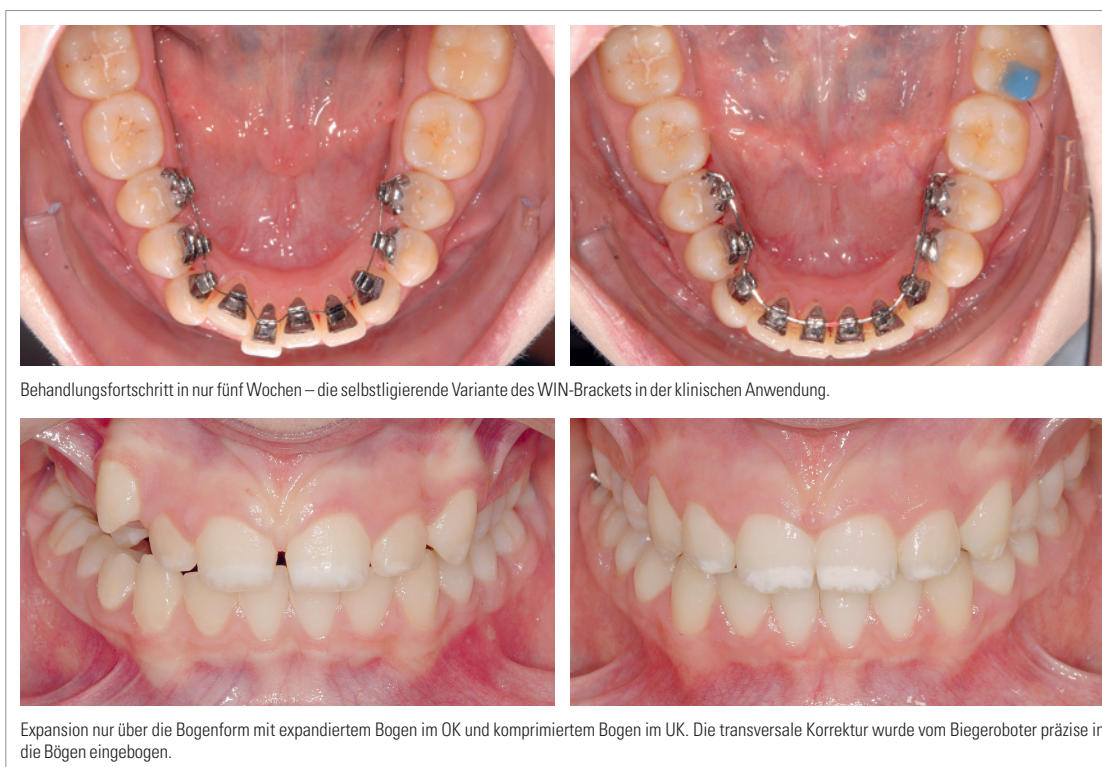 Behandlungsfortschritt in nur fünf Wochen – die selbstligierende Variante des WIN-Brackets in der klinischen Anwendung.
Expansion nur über die Bogenform mit expandiertem Bogen im OK und komprimiertem Bogen im UK. Die transversale Korrektur wurde vom Biegeroboter präzise in
die Bögen eingebogen.